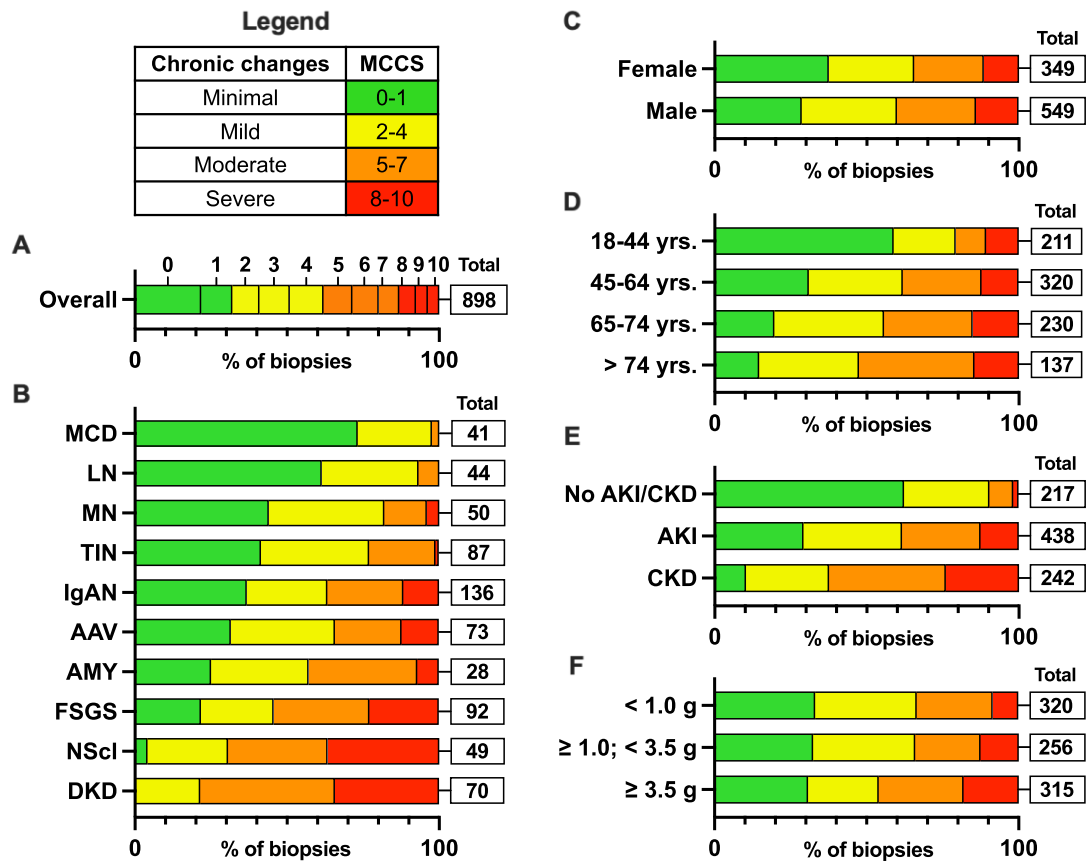 Legend
Chronic changes MCCS
Minimal 0-1
Mild 2-4
Moderate 5-7
Severe 8-10
A
0 1 2 3 4 5 6 7 8 9 10 Total
Overall 898
0 100
% of biopsies
B
Total
MCD 41
LN 44
MN 50
TIN 87
IgAN 136
AAV 73
AMY 28
FSGS 92
NScl 49
DKD 70
0 % of biopsies 100
C
Total
Female 349
Male 549
0 100
% of biopsies
D
Total
18-44 yrs. 211
45-64 yrs. 320
65-74 yrs. 230
> 74 yrs. 137
0 100
% of biopsies
E
Total
No AKI/CKD 217
AKI 438
CKD 242
0 100
% of biopsies
F
Total
< 1.0 g 320
≥ 1.0; < 3.5 g 256
≥ 3.5 g 315
0 % of biopsies 100